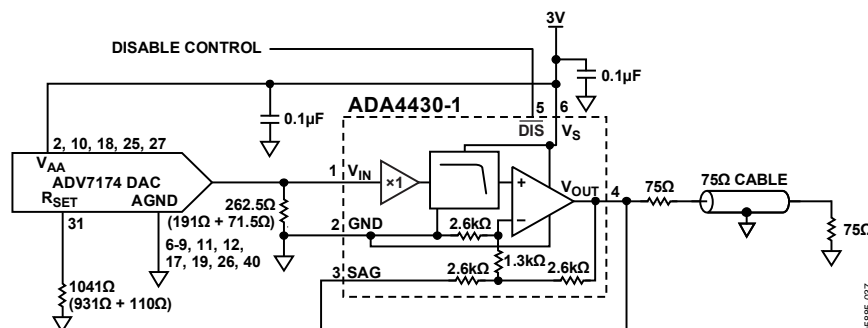 3V
DISABLE CONTROL
0.1µF
0.1µF
ADA4430-1
5
6
DIS
VS
2, 10, 18, 25, 27
VAA
ADV7174 DAC
RSET
AGND
31
1
VIN
×1
+
−
VOUT
4
75Ω
75Ω CABLE
75Ω
262.5Ω
(191Ω + 71.5Ω)
2
GND
2.6kΩ
6-9, 11, 12,
17, 19, 26, 40
1.3kΩ
3
SAG
2.6kΩ
2.6kΩ
1041Ω
(931Ω + 110Ω)